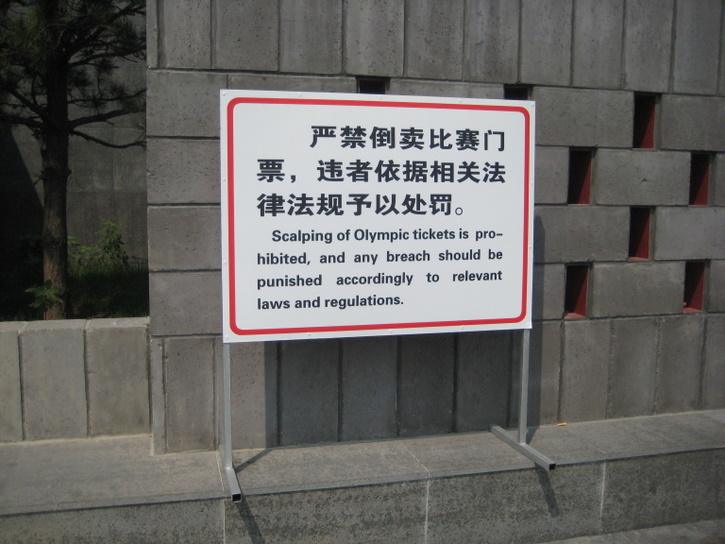 严禁倒卖比赛门
票，违者依据相关法
律法规予以处罚。
Scalping of Olympic tickets is pro-
hibited, and any breach should be
punished accordingly to relevant
laws and regulations.